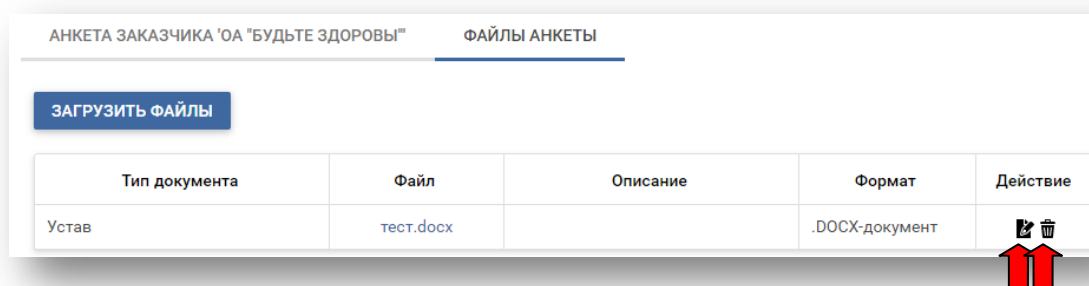 АНКЕТА ЗАКАЗЧИКА 'ОА "БУДЬТЕ ЗДОРОВЫ"' ФАЙЛЫ АНКЕТЫ
ЗАГРУЗИТЬ ФАЙЛЫ
Тип документа Файл Описание Формат Действие
Устав тест.docx .DOCX-документ